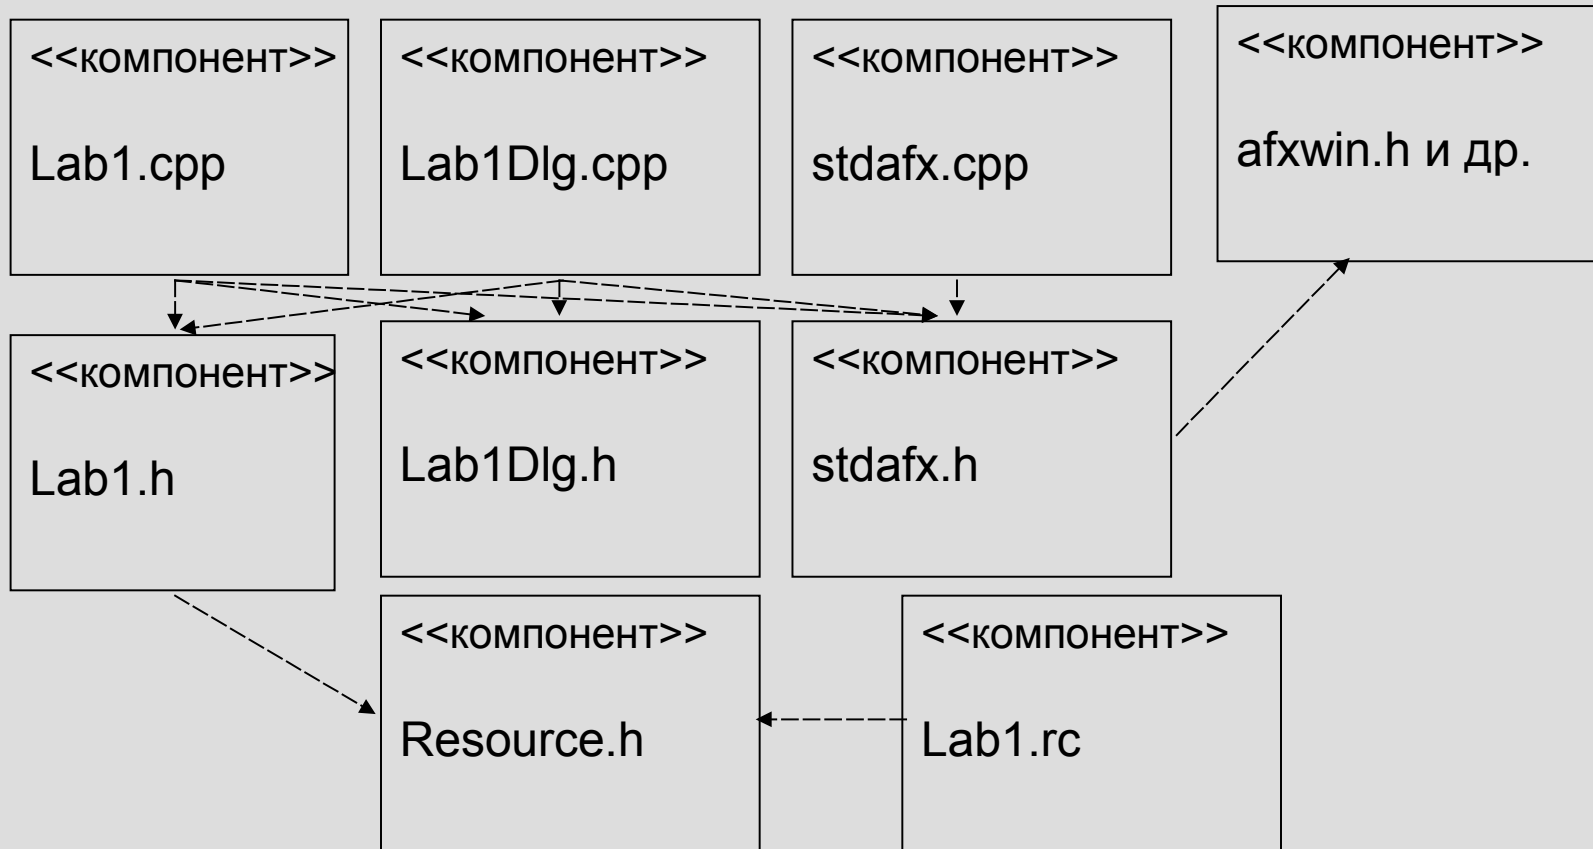 <<компонент>>
Lab1.cpp
<<компонент>>
Lab1Dlg.cpp
<<компонент>>
stdafx.cpp
<<компонент>>
afxwin.h и др.
<<компонент>>
Lab1.h
<<компонент>>
Lab1Dlg.h
<<компонент>>
stdafx.h
<<компонент>>
Resource.h
<<компонент>>
Lab1.rc